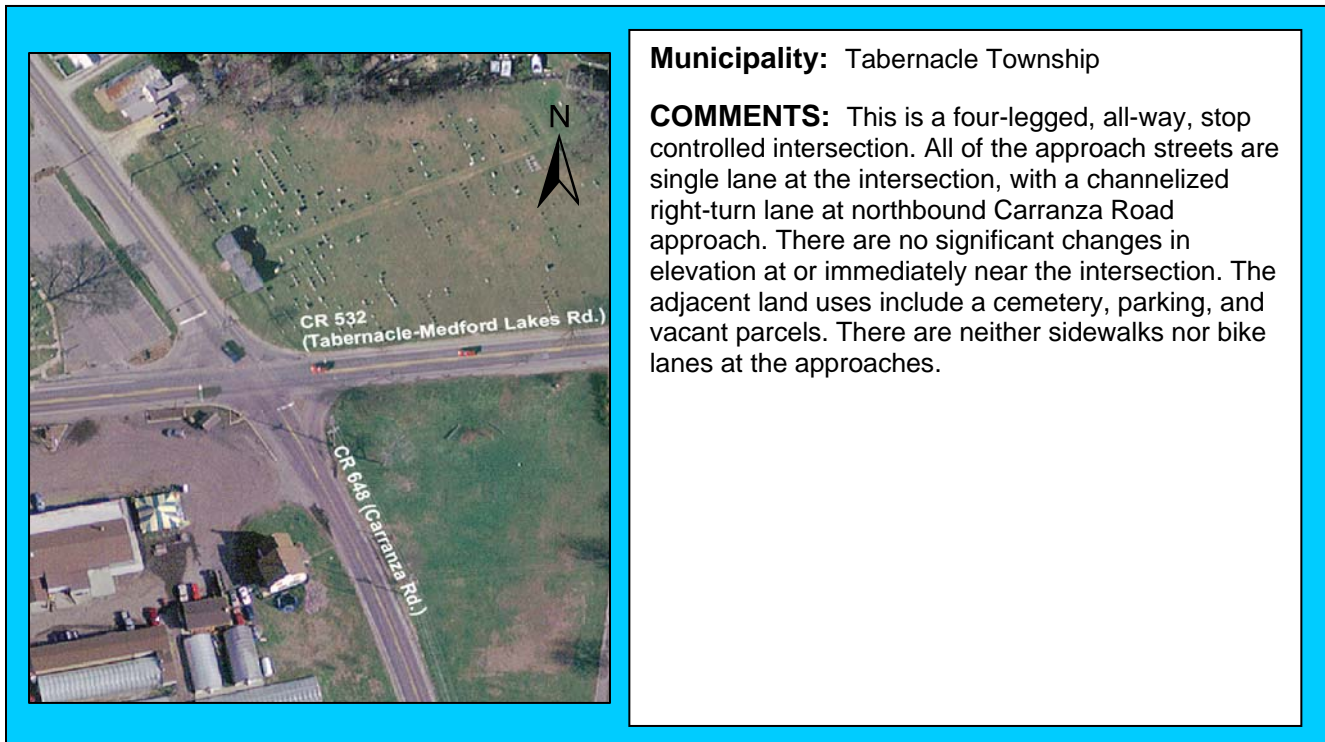 N
CR 532
(Tabernacle-Medford Lakes Rd.)
CR 648 (Carranza Rd.)
Municipality: Tabernacle Township
COMMENTS: This is a four-legged, all-way, stop
controlled intersection. All of the approach streets are
single lane at the intersection, with a channelized
right-turn lane at northbound Carranza Road
approach. There are no significant changes in
elevation at or immediately near the intersection. The
adjacent land uses include a cemetery, parking, and
vacant parcels. There are neither sidewalks nor bike
lanes at the approaches.